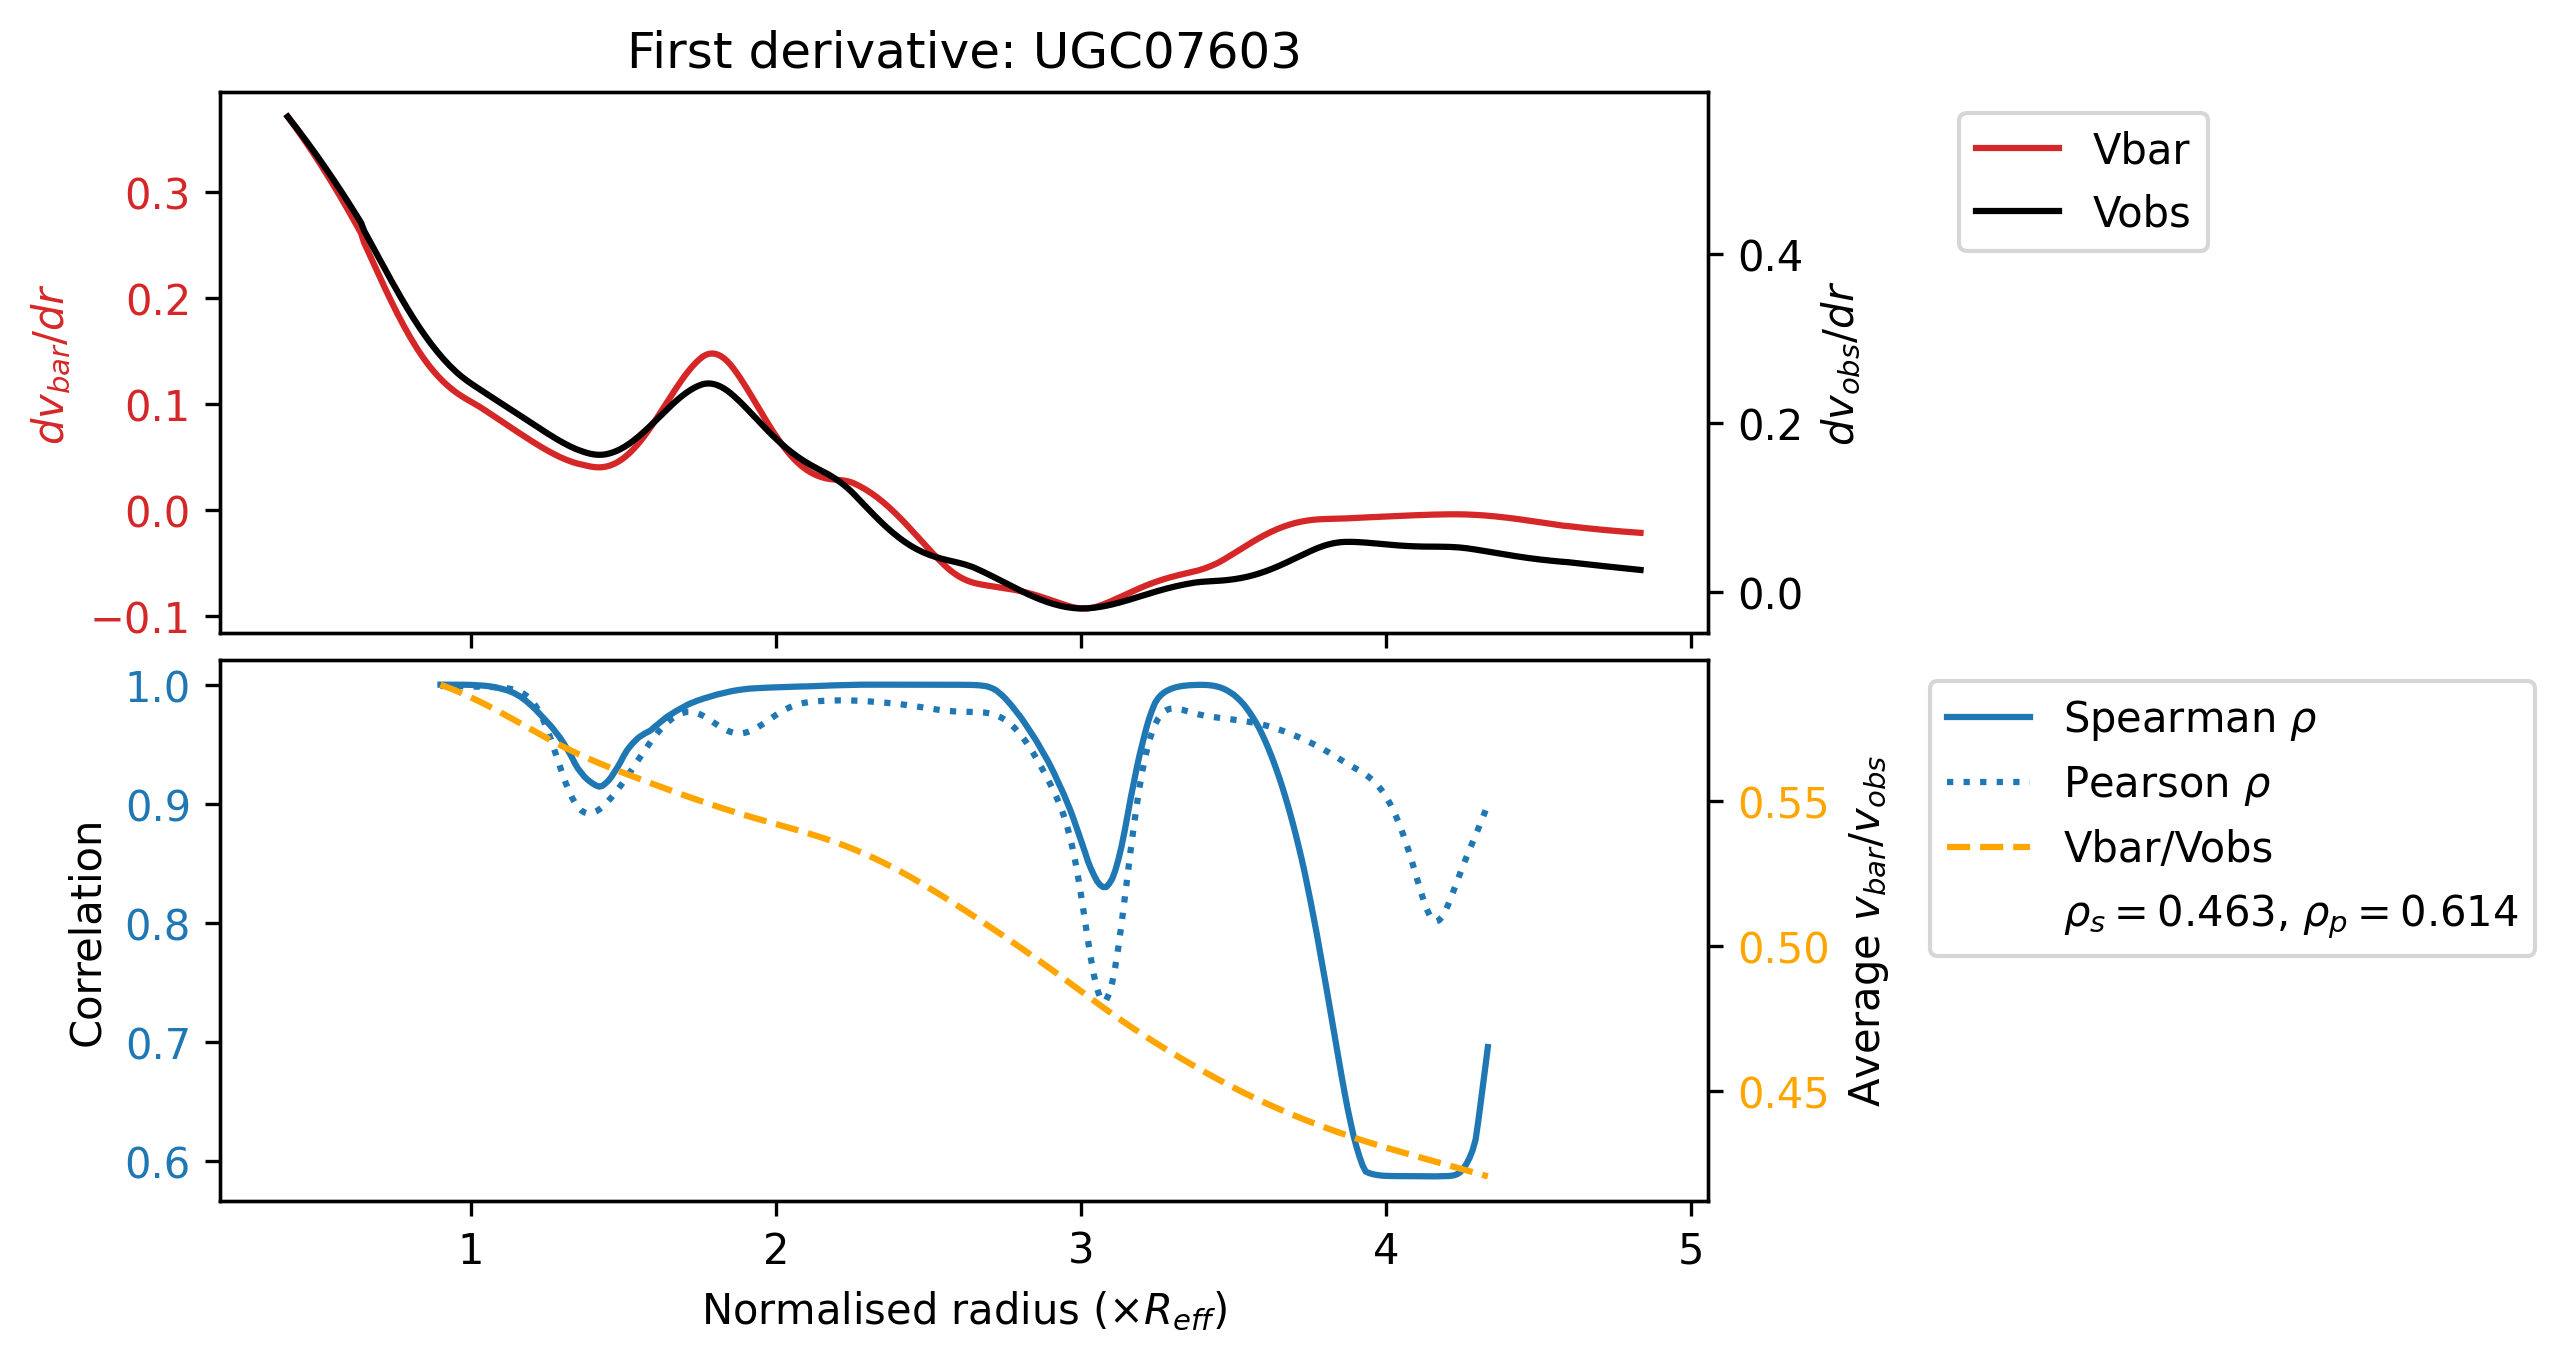 First derivative: UGC07603
0.3
0.2
0.1
0.0
−0.1
dv_bar/dr
0.4
0.2
0.0
dv_obs/dr
Vbar
Vobs
1.0
0.9
0.8
0.7
0.6
Correlation
0.55
0.50
0.45
Average v_bar/v_obs
Spearman ρ
Pearson ρ
Vbar/Vobs
ρ_s = 0.463, ρ_p = 0.614
1 2 3 4 5
Normalised radius (×R_eff)